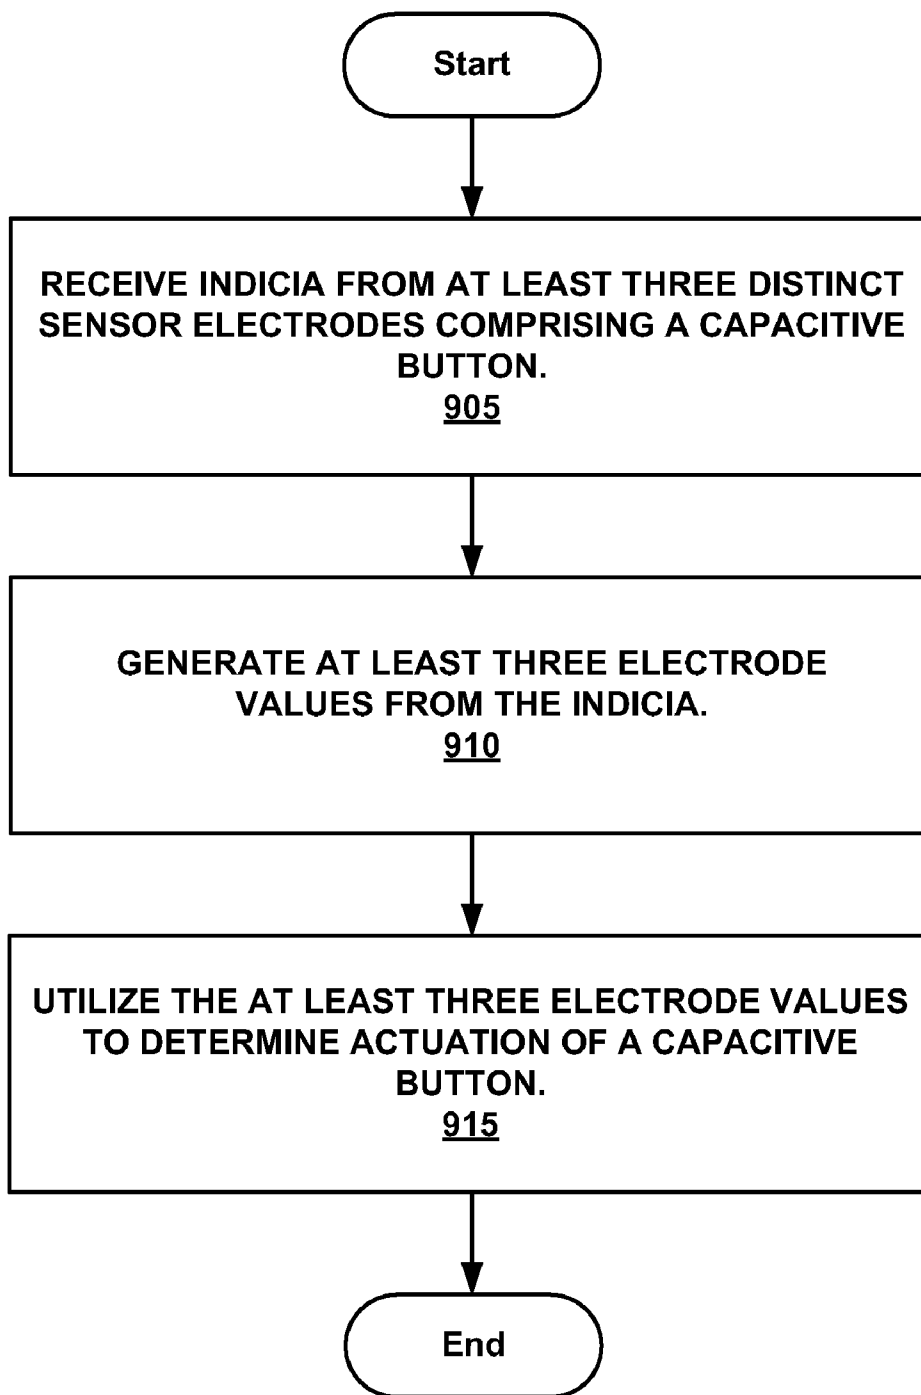 Start
RECEIVE INDICIA FROM AT LEAST THREE DISTINCT
SENSOR ELECTRODES COMPRISING A CAPACITIVE
BUTTON.
905
GENERATE AT LEAST THREE ELECTRODE
VALUES FROM THE INDICIA.
910
UTILIZE THE AT LEAST THREE ELECTRODE VALUES
TO DETERMINE ACTUATION OF A CAPACITIVE
BUTTON.
915
End